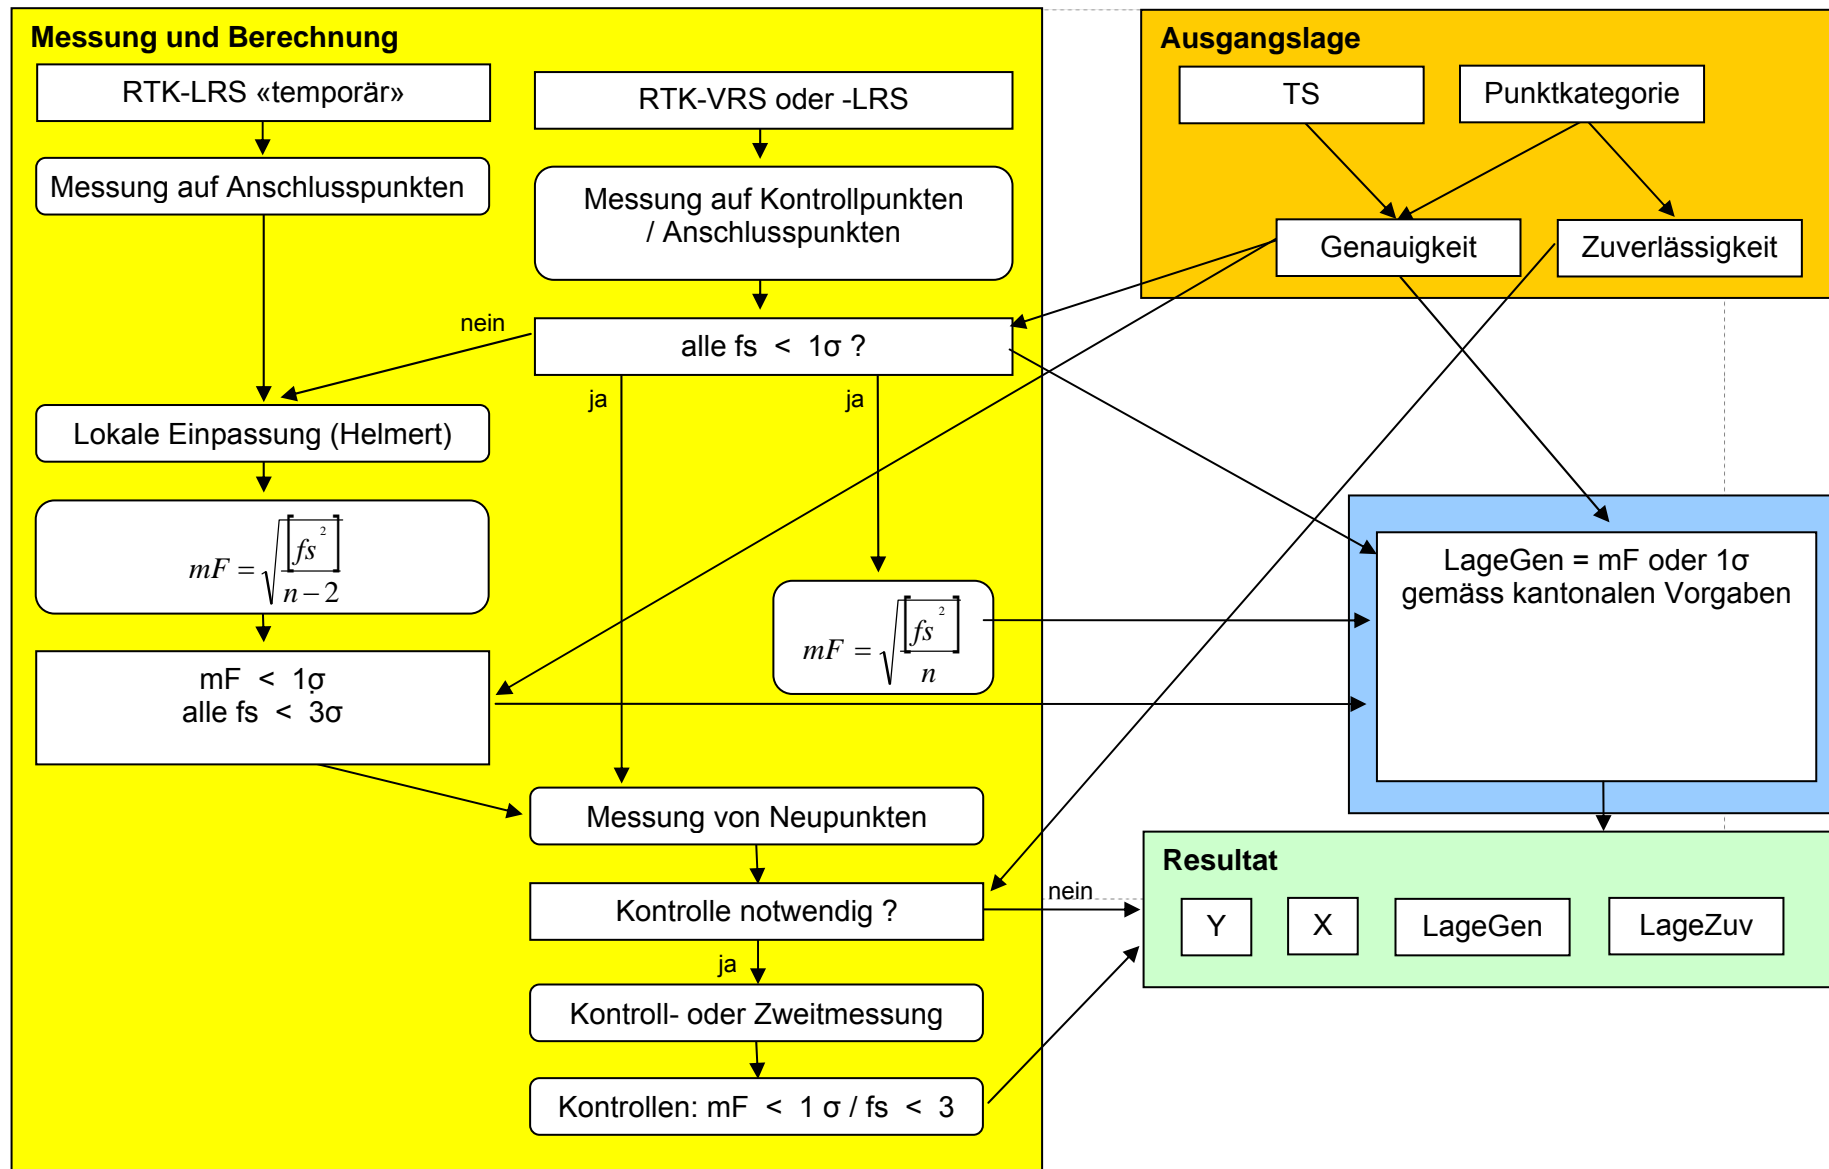 Messung und Berechnung
RTK-LRS «temporär»
RTK-VRS oder -LRS
Messung auf Anschlusspunkten
Messung auf Kontrollpunkten
/ Anschlusspunkten
nein
alle fs < 1σ ?
ja
ja
Lokale Einpassung (Helmert)
mF = √([fs²] / (n − 2))
mF = √([fs²] / n)
mF < 1σ
alle fs < 3σ
Messung von Neupunkten
Kontrolle notwendig ?
nein
ja
Kontroll- oder Zweitmessung
Kontrollen: mF < 1 σ / fs < 3
Ausgangslage
TS
Punktkategorie
Genauigkeit
Zuverlässigkeit
LageGen = mF oder 1σ
gemäss kantonalen Vorgaben
Resultat
Y
X
LageGen
LageZuv